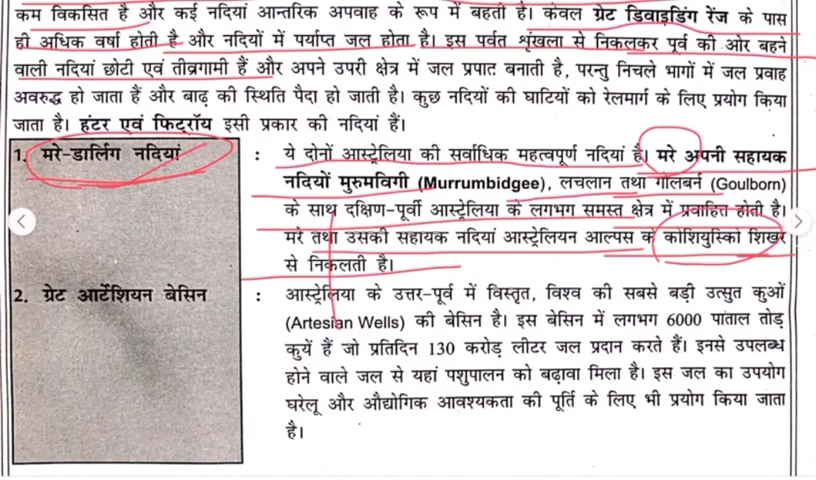 कम विकसित है और कई नदियां आन्तरिक अपवाह के रूप में बहती है। केवल ग्रेट डिवाइडिंग रेंज के पास
ही अधिक वर्षा होती है और नदियों में पर्याप्त जल होता है। इस पर्वत श्रृंखला से निकलकर पूर्व की ओर बहने
वाली नदियां छोटी एवं तीव्रगामी हैं और अपने उपरी क्षेत्र में जल प्रपात बनाती है, परन्तु निचले भागों में जल प्रवाह
अवरुद्ध हो जाता हैं और बाढ़ की स्थिति पैदा हो जाती है। कुछ नदियों की घाटियों को रेलमार्ग के लिए प्रयोग किया
जाता है। हंटर एवं फिट्रॉय इसी प्रकार की नदियां हैं।
1. मरे-डार्लिंग नदियां : ये दोनों आस्ट्रेलिया की सर्वाधिक महत्वपूर्ण नदियां है। मरे अपनी सहायक
नदियों मुरुमविगी (Murrumbidgee), लचलान तथा गोलबर्न (Goulborn)
के साथ दक्षिण-पूर्वी आस्ट्रेलिया के लगभग समस्त क्षेत्र में प्रवाहित होती है।
मरे तथा उसकी सहायक नदियां आस्ट्रेलियन आल्पस के कोशियुस्को शिखर
से निकलती है।
2. ग्रेट आर्टेशियन बेसिन : आस्ट्रेलिया के उत्तर-पूर्व में विस्तृत, विश्व की सबसे बड़ी उत्सुत कुओं
(Artesian Wells) की बेसिन है। इस बेसिन में लगभग 6000 पाताल तोड़
कुयें हैं जो प्रतिदिन 130 करोड़ लीटर जल प्रदान करते हैं। इनसे उपलब्ध
होने वाले जल से यहां पशुपालन को बढ़ावा मिला है। इस जल का उपयोग
घरेलू और औद्योगिक आवश्यकता की पूर्ति के लिए भी प्रयोग किया जाता
है।